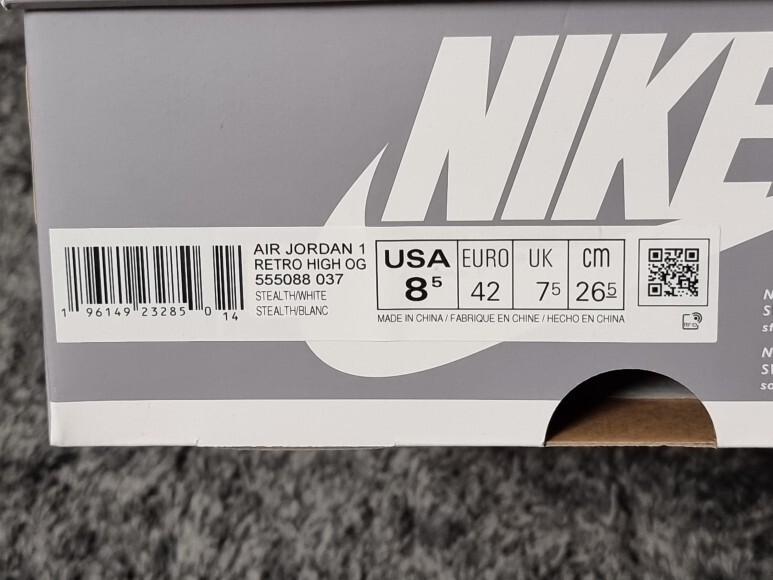 NIKE
AIR JORDAN 1
RETRO HIGH OG
555088 037
STEALTH/WHITE
STEALTH/BLANC
USA EURO UK cm
8⁵ 42 7⁵ 26⁵
MADE IN CHINA / FABRIQUE EN CHINE / HECHO EN CHINA
1 96149 23285 0 14
RFID